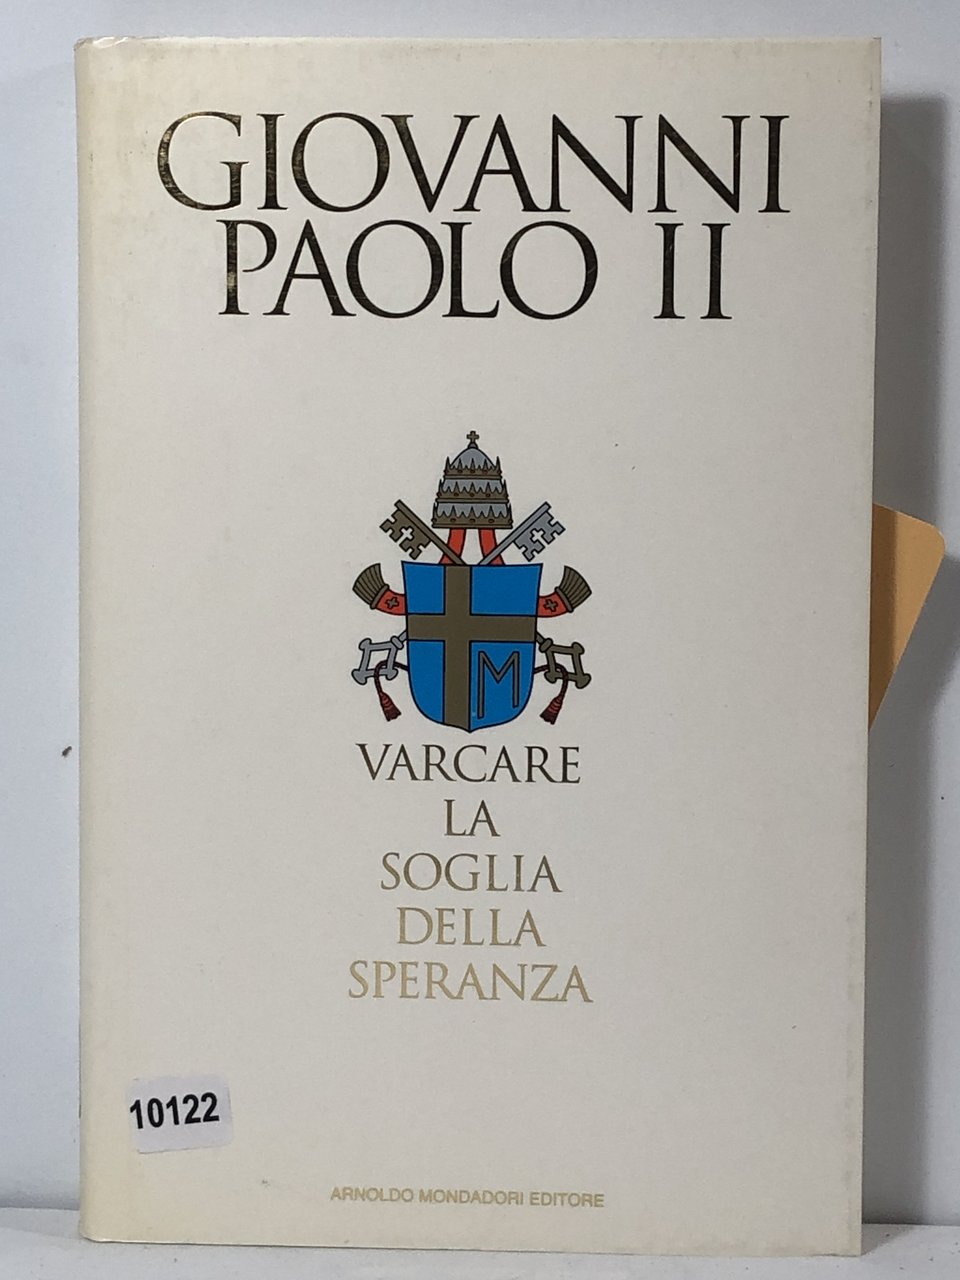 GIOVANNI
PAOLO II
M
VARCARE
LA
SOGLIA
DELLA
SPERANZA
10122
ARNOLDO MONDADORI EDITORE